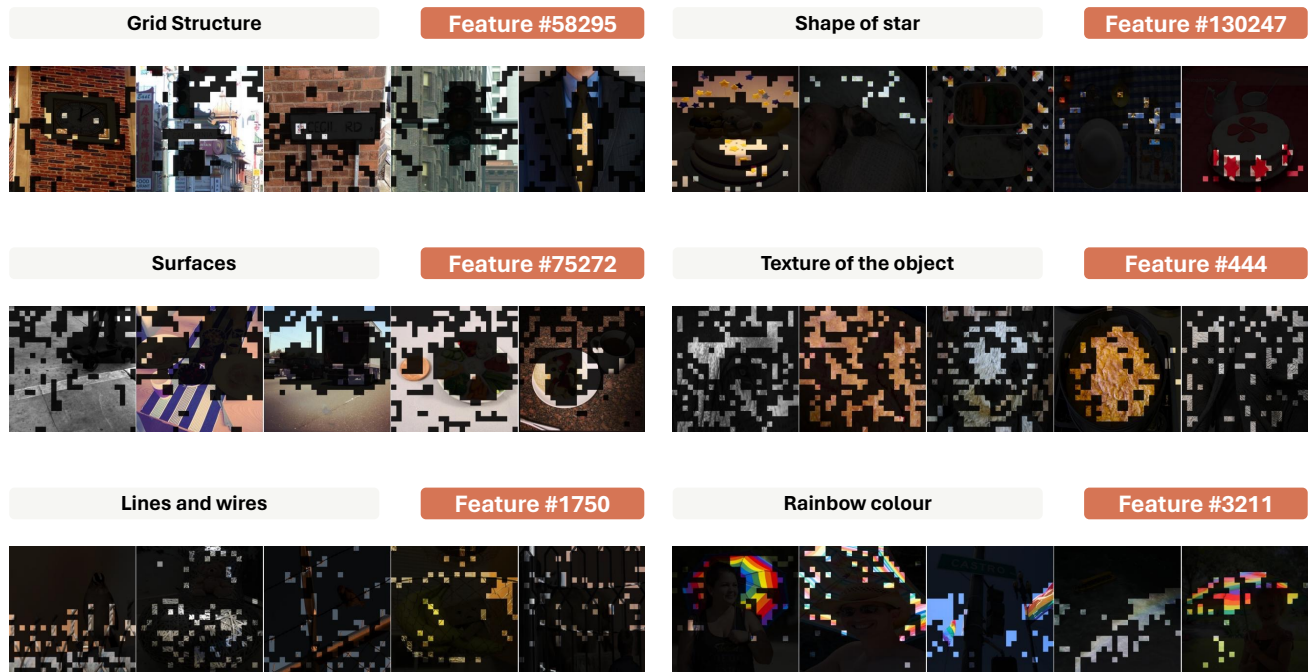 Grid Structure
Feature #58295
Shape of star
Feature #130247
Surfaces
Feature #75272
Texture of the object
Feature #444
Lines and wires
Feature #1750
Rainbow colour
Feature #3211